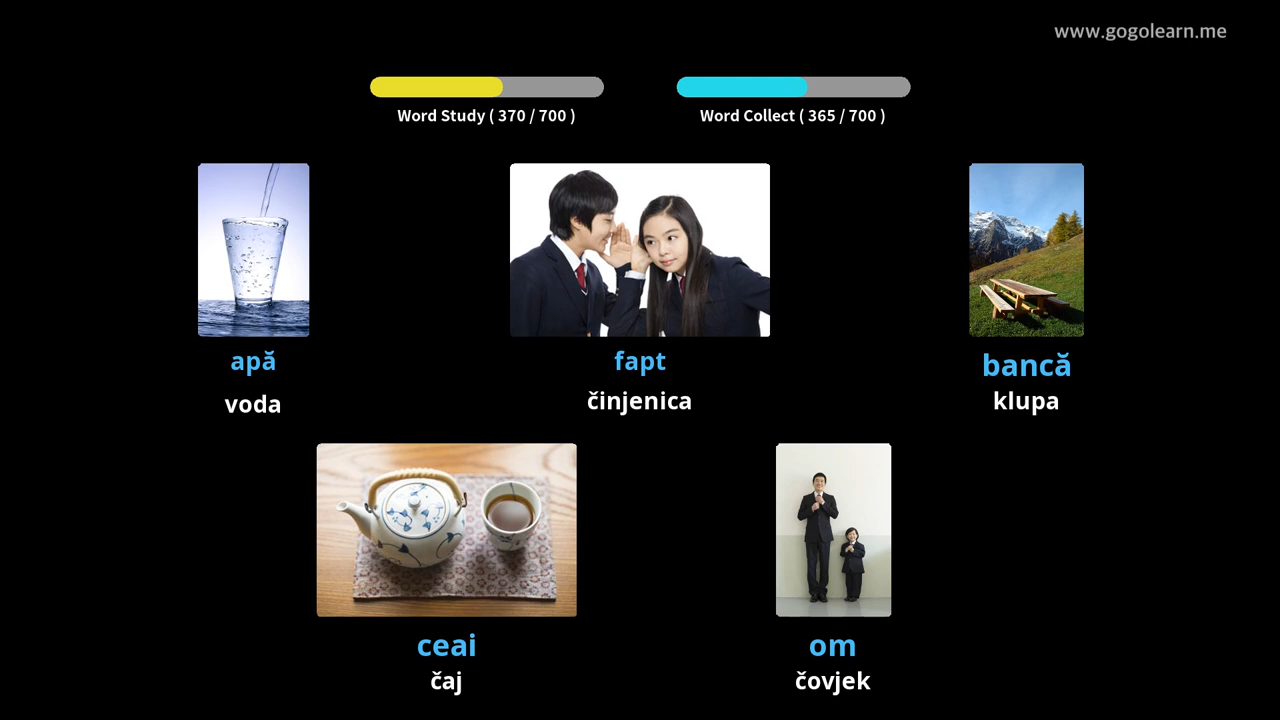 www.gogolearn.me
Word Study ( 370 / 700 )
Word Collect ( 365 / 700 )
apă
voda
fapt
činjenica
bancă
klupa
ceai
čaj
om
čovjek